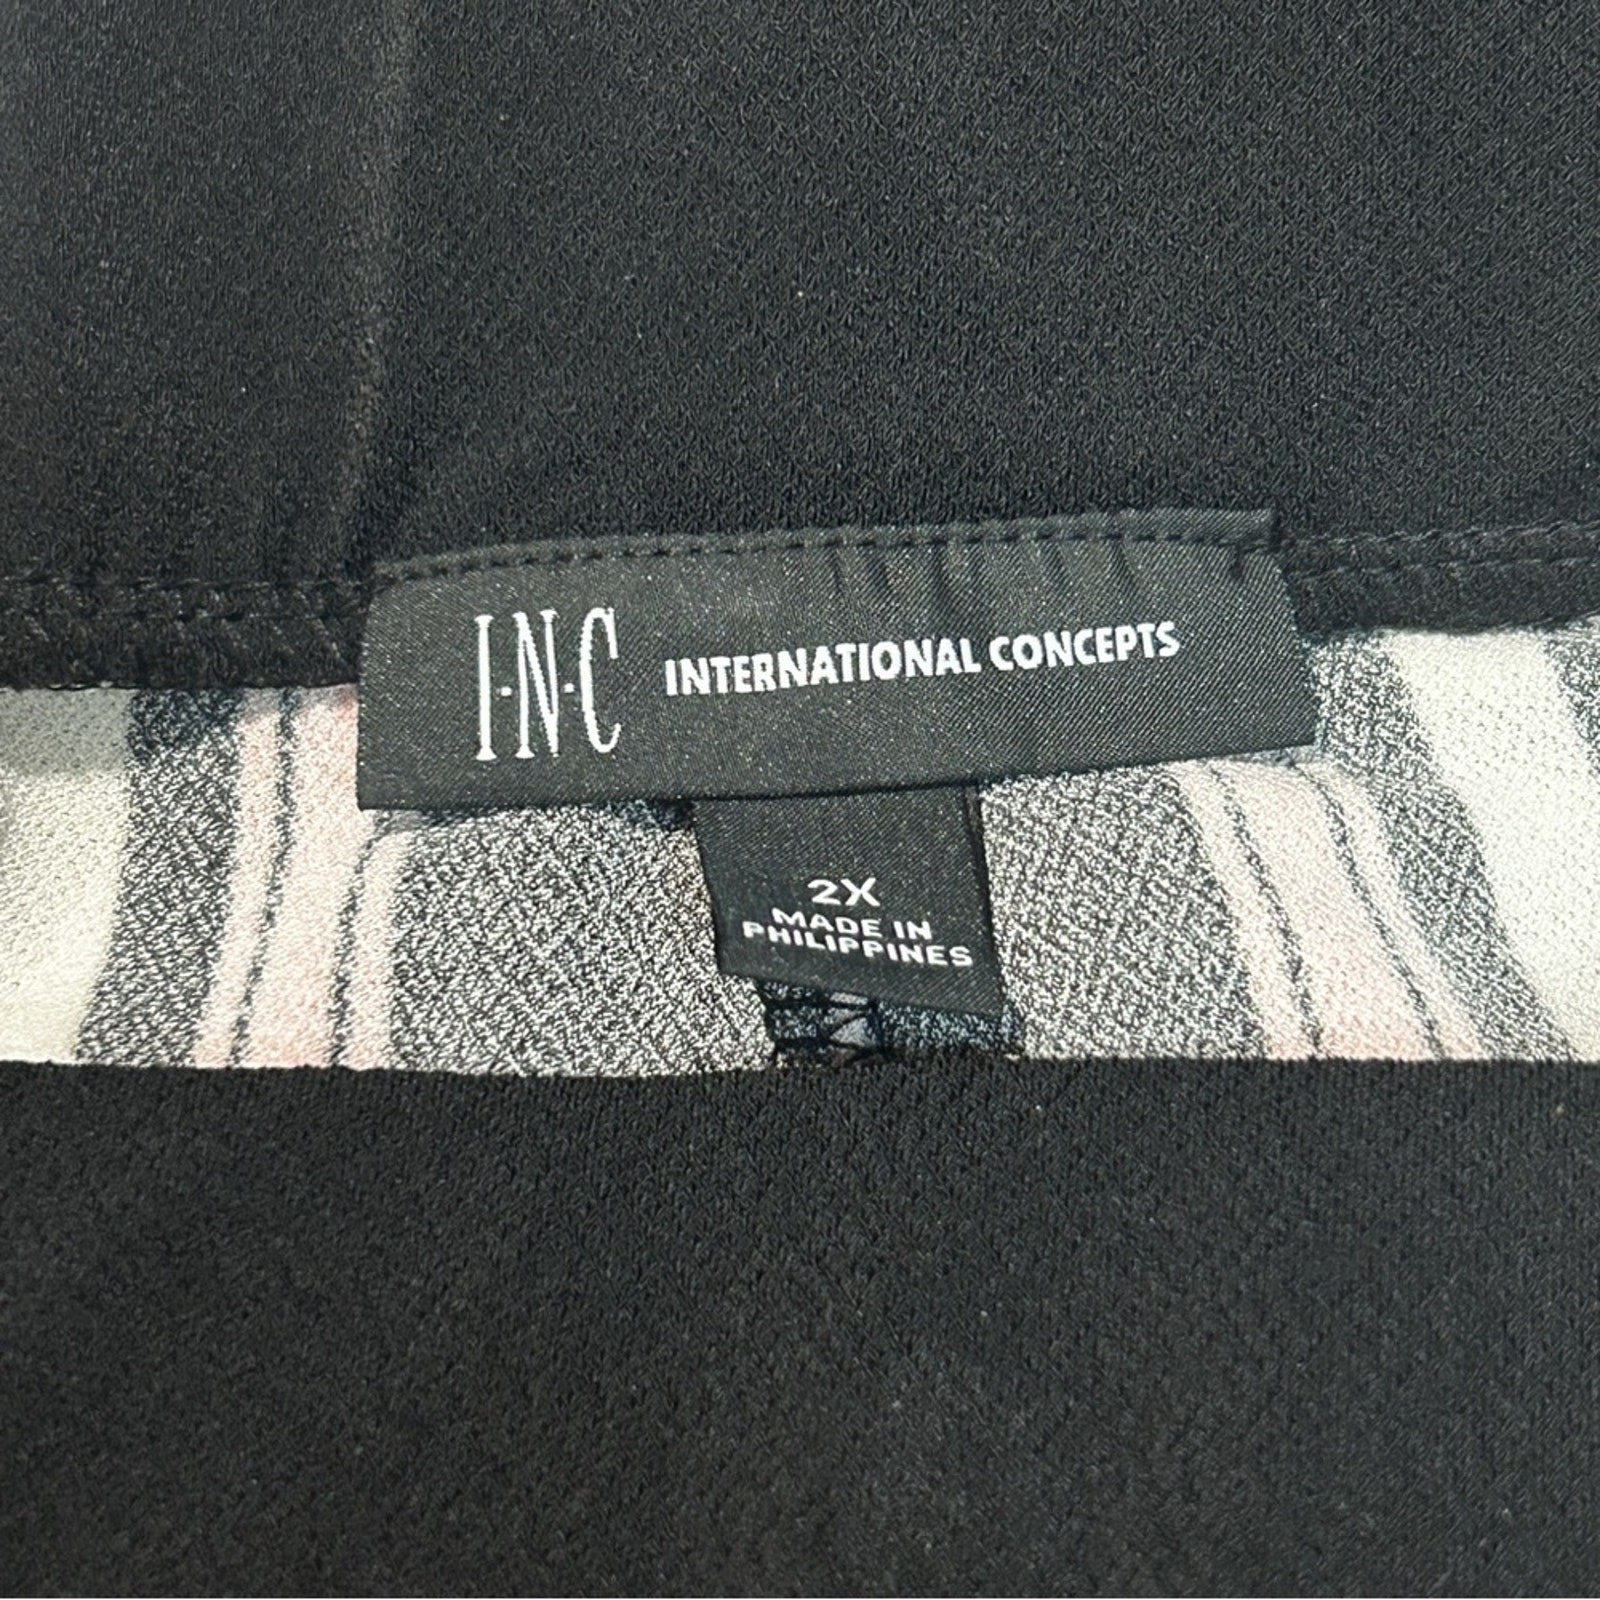 I·N·C INTERNATIONAL CONCEPTS
2X
MADE IN
PHILIPPINES